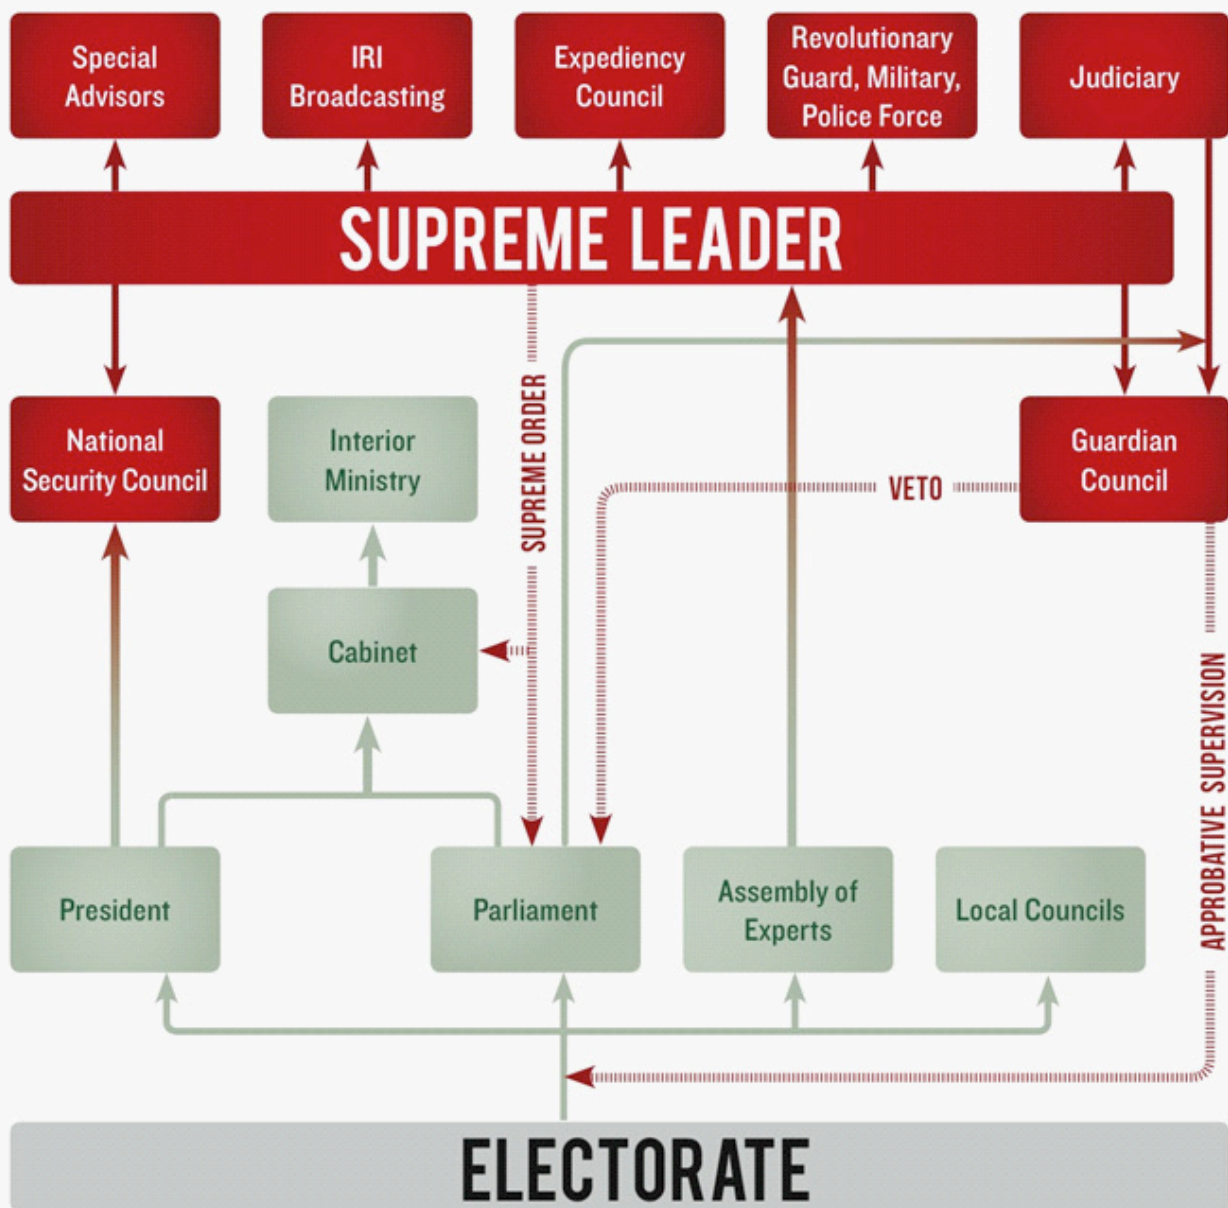 Special
Advisors
IRI
Broadcasting
Expediency
Council
Revolutionary
Guard, Military,
Police Force
Judiciary
SUPREME LEADER
National
Security Council
Interior
Ministry
SUPREME ORDER
VETO
Guardian
Council
Cabinet
APPROBATIVE SUPERVISION
President
Parliament
Assembly of
Experts
Local Councils
ELECTORATE